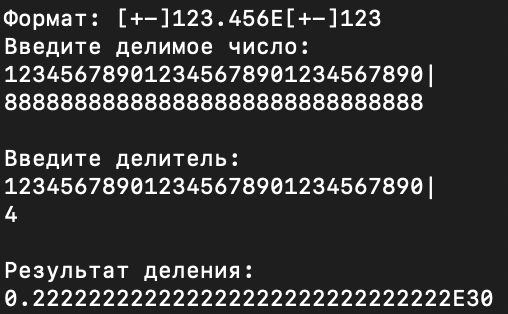 Формат: [+-]123.456E[+-]123
Введите делимое число:
123456789012345678901234567890|
888888888888888888888888888888
Введите делитель:
123456789012345678901234567890|
4
Результат деления:
0.222222222222222222222222222222E30